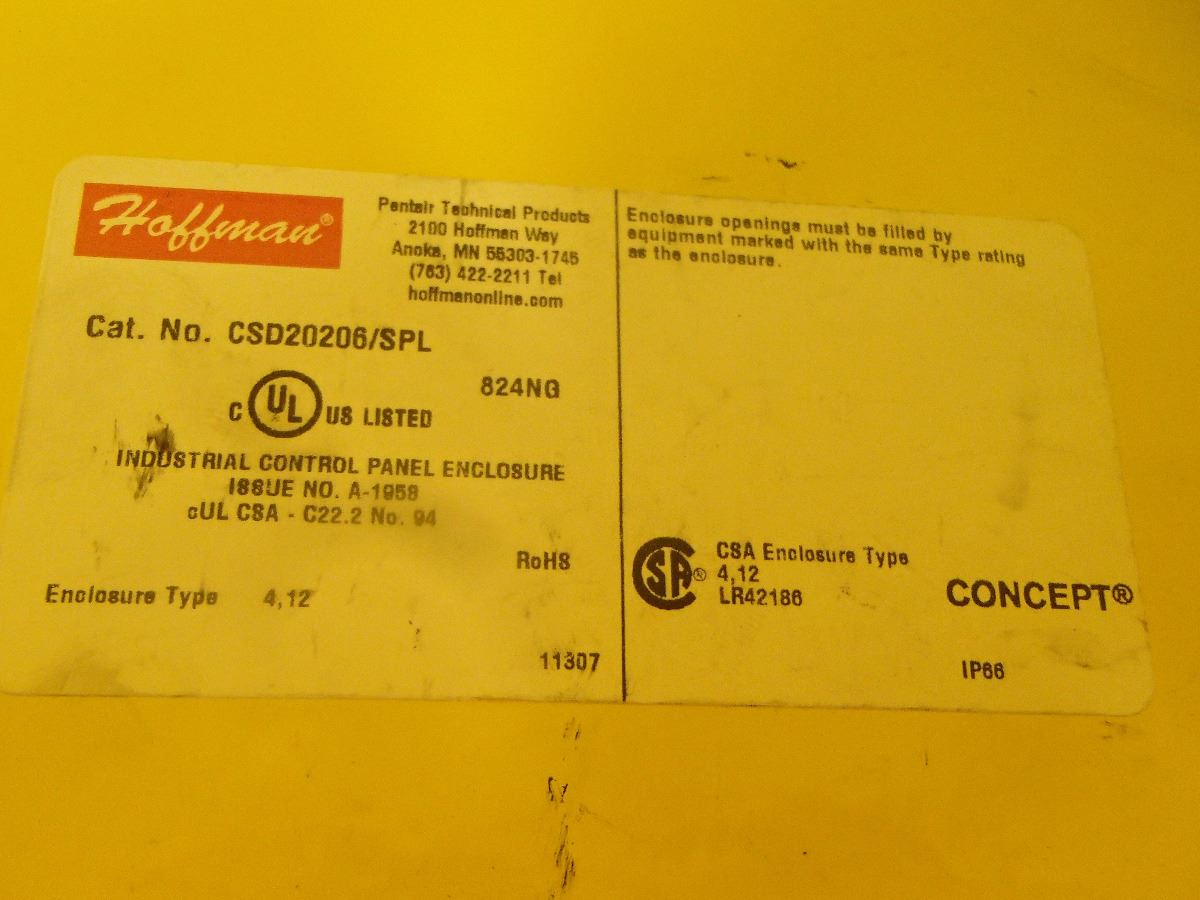 Hoffman®
Pentair Technical Products
2100 Hoffman Way
Anoka, MN 55303-1745
(763) 422-2211 Tel
hoffmanonline.com
Cat. No. CSD20206/SPL
824NG
C UL US LISTED
INDUSTRIAL CONTROL PANEL ENCLOSURE
ISSUE NO. A-1958
cUL CSA - C22.2 No. 94
RoHS
Enclosure Type 4,12
11307
Enclosure openings must be filled by
equipment marked with the same Type rating
as the enclosure.
CSA® CSA Enclosure Type
4,12
LR42186
CONCEPT®
IP66